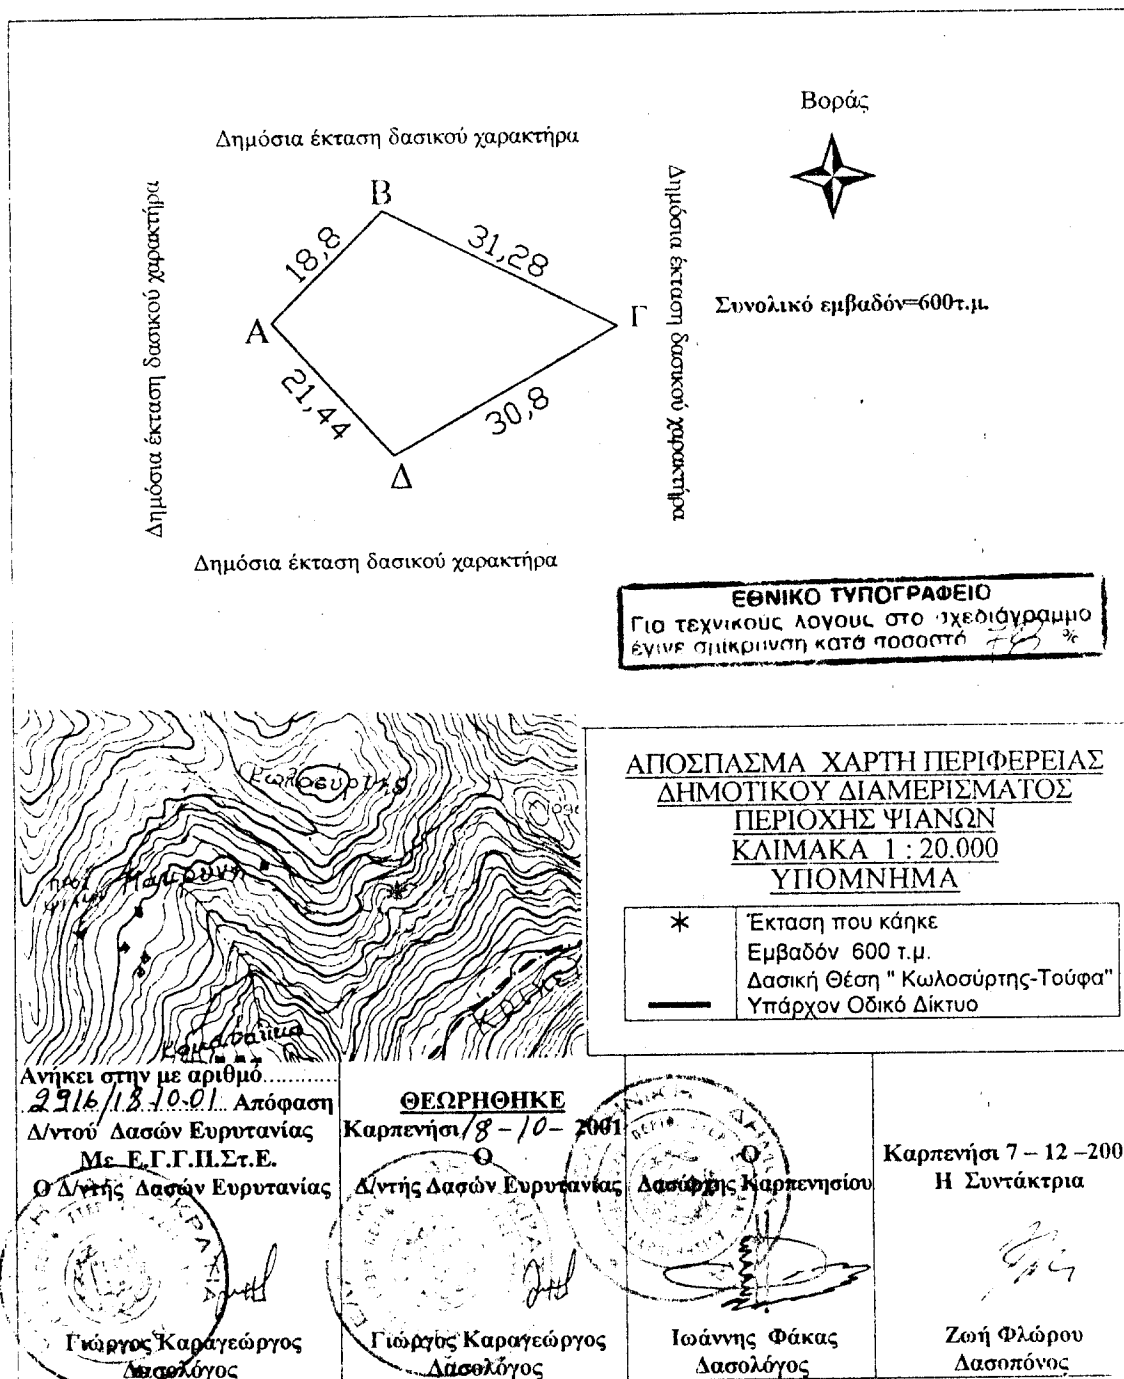 Βοράς
Δημόσια έκταση δασικού χαρακτήρα
Δημόσια έκταση δασικού χαρακτήρα
Δημόσια έκταση δασικού χαρακτήρα
Β
18,8
31,28
Α
Γ
Συνολικό εμβαδόν=600τ.μ.
21,44
30,8
Δ
Δημόσια έκταση δασικού χαρακτήρα
ΕΘΝΙΚΟ ΤΥΠΟΓΡΑΦΕΙΟ
Για τεχνικούς λόγους στο σχεδιάγραμμο
έγινε σμίκρυνση κατά ποσοστό %
Κωλοσύρτης
Μακρυνή
ΑΠΟΣΠΑΣΜΑ ΧΑΡΤΗ ΠΕΡΙΦΕΡΕΙΑΣ
ΔΗΜΟΤΙΚΟΥ ΔΙΑΜΕΡΙΣΜΑΤΟΣ
ΠΕΡΙΟΧΗΣ ΨΙΑΝΩΝ
ΚΛΙΜΑΚΑ 1 : 20.000
ΥΠΟΜΝΗΜΑ
Έκταση που κάηκε
Εμβαδόν 600 τ.μ.
Δασική Θέση " Κωλοσύρτης-Τούφα"
Υπάρχον Οδικό Δίκτυο
Ανήκει στην με αριθμό............
2916/18-10-01 Απόφαση
Δ/ντού Δασών Ευρυτανίας
Με Ε.Γ.Γ.Π.Στ.Ε.
Ο Δ/ντής Δασών Ευρυτανίας
Γιώργος Καραγεώργος
Δασολόγος
ΘΕΩΡΗΘΗΚΕ
Καρπενήσι 18-10-2001
Ο
Δ/ντής Δασών Ευρυτανίας
Γιώργος Καραγεώργος
Δασολόγος
Ο
Δασάρχης Καρπενησίου
Ιωάννης Φάκας
Δασολόγος
Καρπενήσι 7 – 12 –200
Η Συντάκτρια
Ζωή Φλώρου
Δασοπόνος